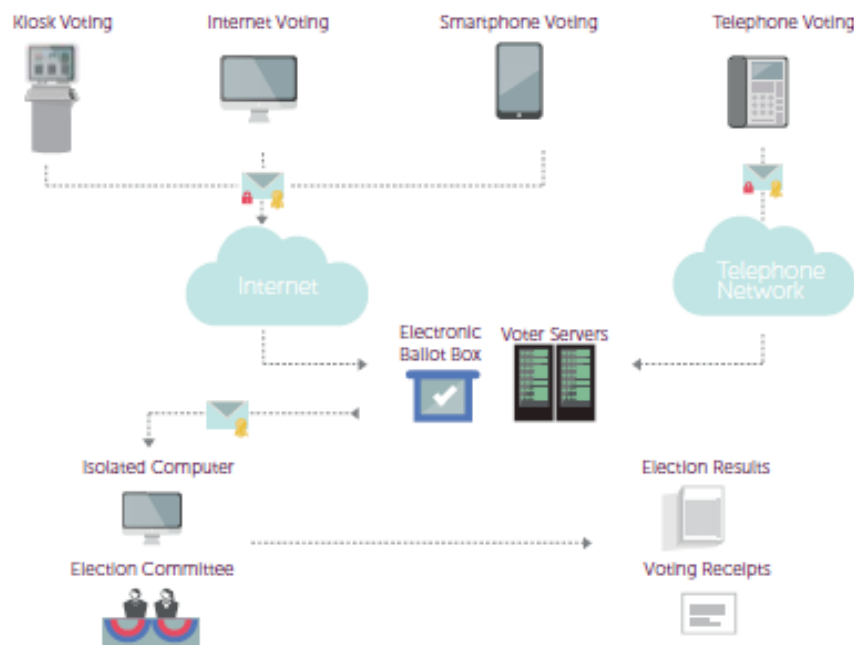 Kiosk Voting
Internet Voting
Smartphone Voting
Telephone Voting
Internet
Telephone
Network
Electronic
Ballot Box
Voter Servers
Isolated Computer
Election Results
Election Committee
Voting Receipts